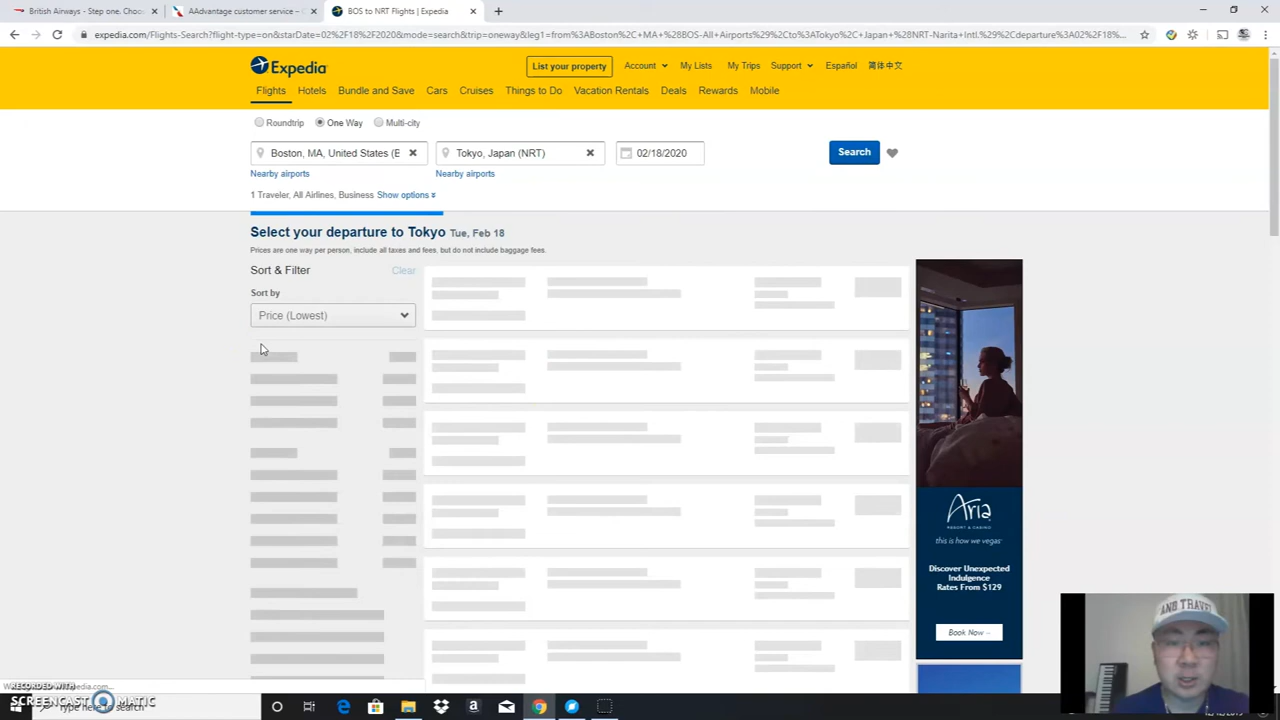 British Airways - Step one. Choo
AAdvantage customer service – C
BOS to NRT Flights | Expedia
expedia.com/Flights-Search?flight-type=on&starDate=02%2F18%2F2020&mode=search&trip=oneway&leg1=from%3ABoston%2C+MA+%28BOS-All+Airports%29%2Cto%3ATokyo%2C+Japan+%28NRT-Narita+Intl.%29%2Cdeparture%3A02%2F18%...
Expedia
List your property
Account
My Lists
My Trips
Support
Español
简体中文
Flights
Hotels
Bundle and Save
Cars
Cruises
Things to Do
Vacation Rentals
Deals
Rewards
Mobile
Roundtrip
One Way
Multi-city
Boston, MA, United States (B
Tokyo, Japan (NRT)
02/18/2020
Search
Nearby airports
Nearby airports
1 Traveler, All Airlines, Business Show options
Select your departure to Tokyo Tue, Feb 18
Prices are one way per person, include all taxes and fees, but do not include baggage fees.
Sort & Filter
Clear
Sort by
Price (Lowest)
Aria
RESORT & CASINO
this is how we vegas
Discover Unexpected
Indulgence
Rates From $129
Book Now
TRAVEL
RECORDED WITH
SCREENCAST MATIC
Type here to search